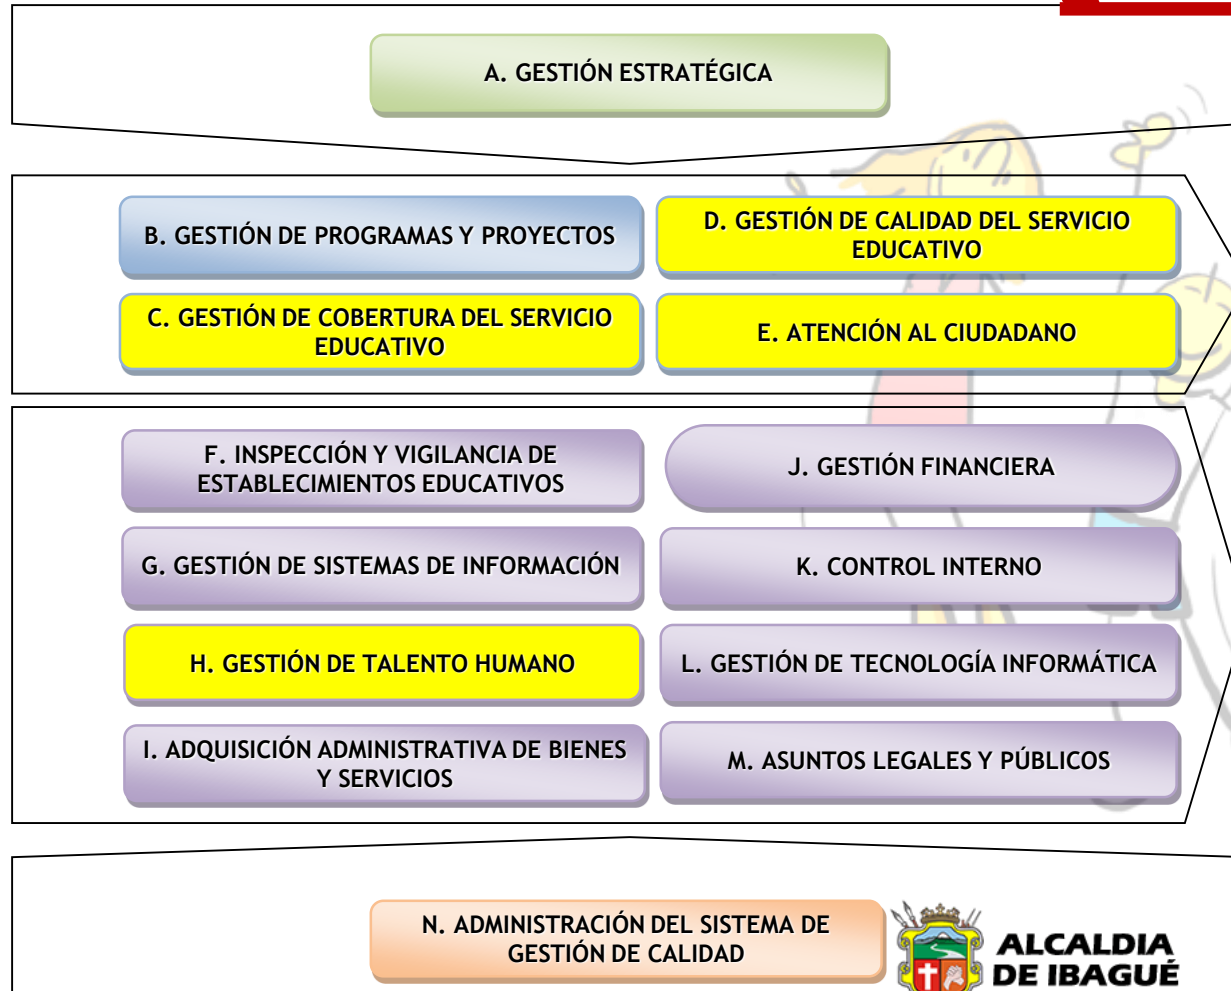 A. GESTIÓN ESTRATÉGICA
B. GESTIÓN DE PROGRAMAS Y PROYECTOS
D. GESTIÓN DE CALIDAD DEL SERVICIO
EDUCATIVO
C. GESTIÓN DE COBERTURA DEL SERVICIO
EDUCATIVO
E. ATENCIÓN AL CIUDADANO
F. INSPECCIÓN Y VIGILANCIA DE
ESTABLECIMIENTOS EDUCATIVOS
J. GESTIÓN FINANCIERA
G. GESTIÓN DE SISTEMAS DE INFORMACIÓN
K. CONTROL INTERNO
H. GESTIÓN DE TALENTO HUMANO
L. GESTIÓN DE TECNOLOGÍA INFORMÁTICA
I. ADQUISICIÓN ADMINISTRATIVA DE BIENES
Y SERVICIOS
M. ASUNTOS LEGALES Y PÚBLICOS
N. ADMINISTRACIÓN DEL SISTEMA DE
GESTIÓN DE CALIDAD
ALCALDIA
DE IBAGUÉ